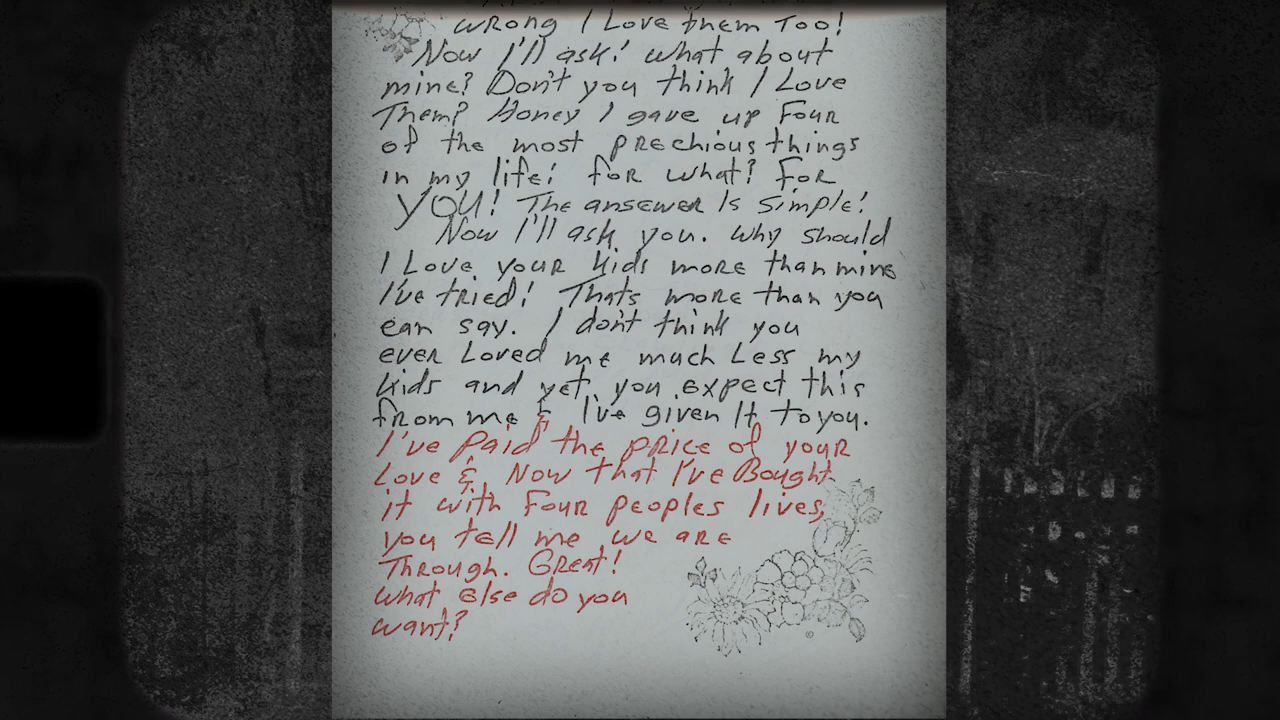 wrong I Love them Too!
Now I'll ask! what about
mine? Don't you think I Love
Them? Honey I gave up Four
of the most prechious things
in my life! for what? For
YOU! The ansewer Is simple!
Now I'll ask you. why should
I Love your kids more than mine
I've tried! Thats more than you
can say. I don't think you
ever Loved me much Less my
kids and yet you expect this
from me & I've given It to you.
I've Paid the price of your
Love & Now that I've Bought
it with Four peoples lives,
you tell me we are
Through. Great!
what else do you
want?